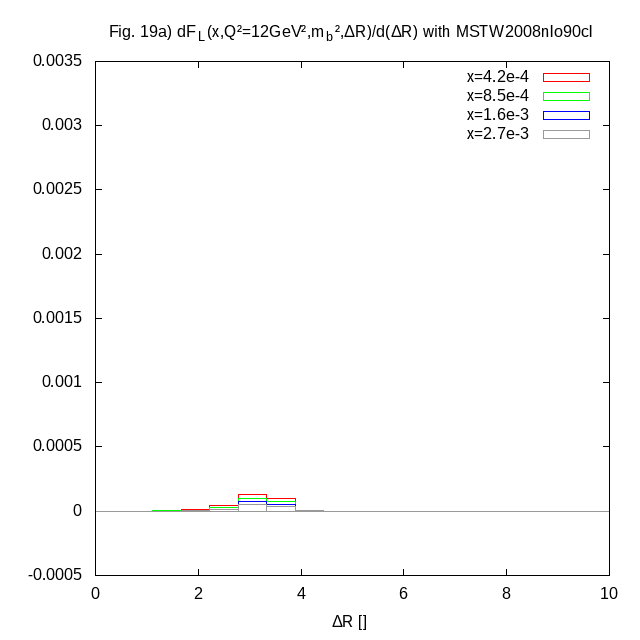 Fig. 19a) dF_L(x,Q²=12GeV²,m_b²,ΔR)/d(ΔR) with MSTW2008nlo90cl
x=4.2e-4
x=8.5e-4
x=1.6e-3
x=2.7e-3
0.0035
0.003
0.0025
0.002
0.0015
0.001
0.0005
0
-0.0005
0 2 4 6 8 10
ΔR []